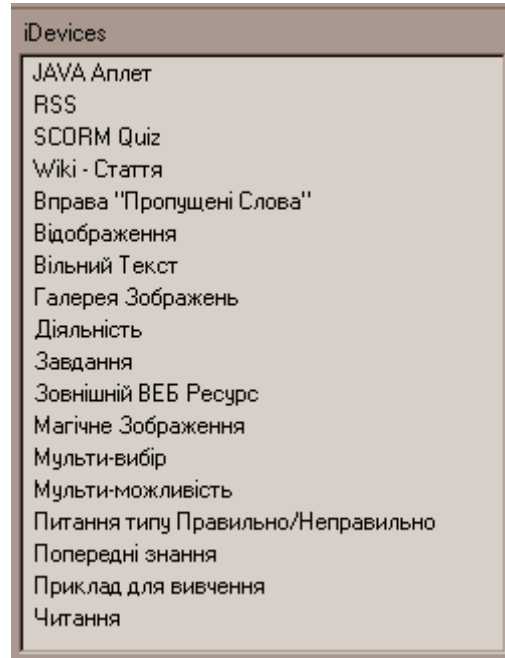 iDevices
JAVA Аплет
RSS
SCORM Quiz
Wiki - Стаття
Вправа "Пропущені Слова"
Відображення
Вільний Текст
Галерея Зображень
Діяльність
Завдання
Зовнішній ВЕБ Ресурс
Магічне Зображення
Мульти-вибір
Мульти-можливість
Питання типу Правильно/Неправильно
Попередні знання
Приклад для вивчення
Читання